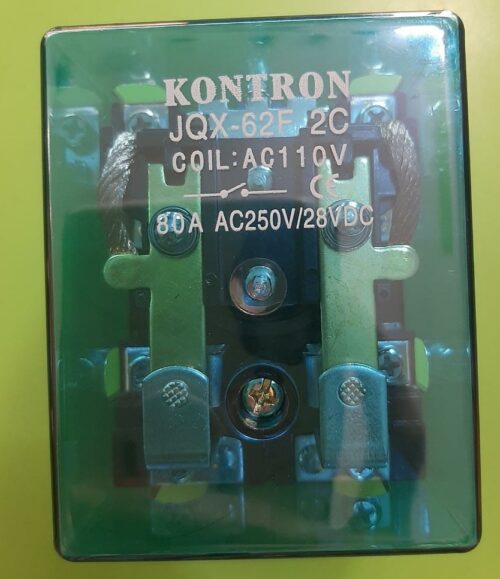 KONTRON
JQX-62F 2C
COIL:AC110V
CE
80A AC250V/28VDC